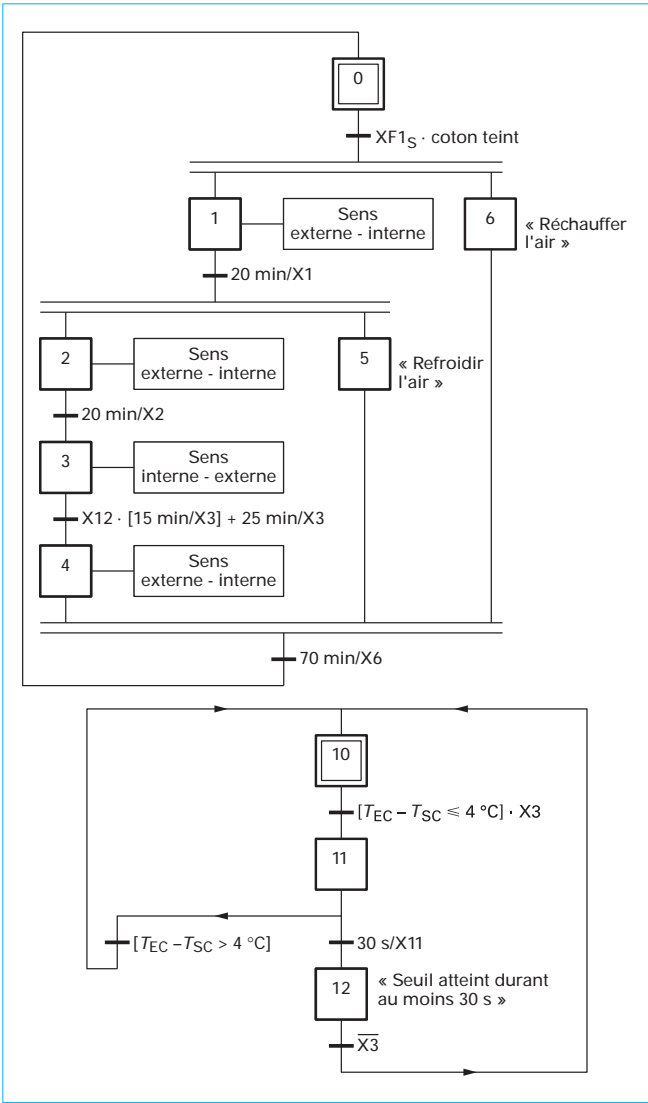 0
XF1S · coton teint
1
Sens
externe - interne
6
« Réchauffer
l'air »
20 min/X1
2
Sens
externe - interne
5
« Refroidir
l'air »
20 min/X2
3
Sens
interne - externe
X12 · [15 min/X3] + 25 min/X3
4
Sens
externe - interne
70 min/X6
10
[TEC – TSC ⩽ 4 °C] · X3
11
[TEC –TSC > 4 °C]
30 s/X11
12
« Seuil atteint durant
au moins 30 s »
X̅3̅